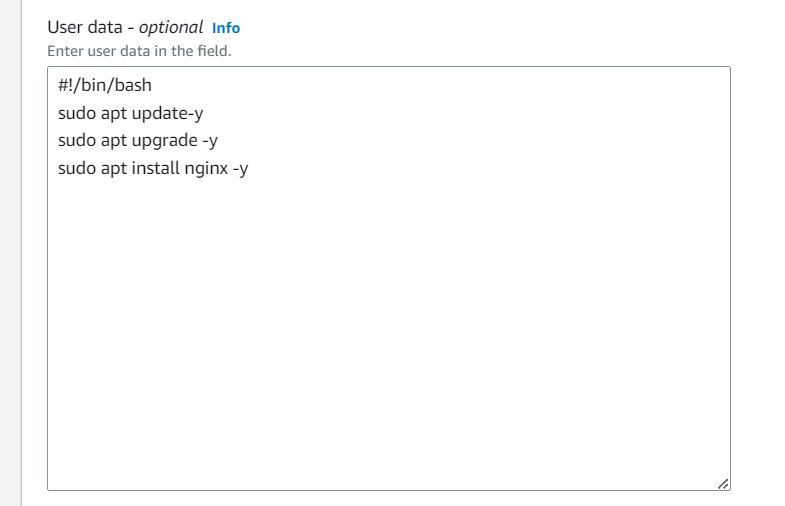 User data - optional Info
Enter user data in the field.
#!/bin/bash
sudo apt update-y
sudo apt upgrade -y
sudo apt install nginx -y